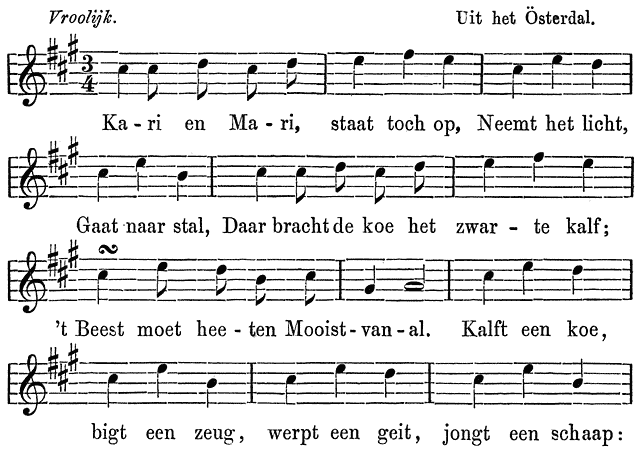 Vroolijk. Uit het Österdal.
3
4
Ka - ri en Ma - ri, staat toch op, Neemt het licht,
Gaat naar stal, Daar bracht de koe het zwar - te kalf;
't Beest moet hee - ten Mooist - van - al. Kalft een koe,
bigt een zeug, werpt een geit, jongt een schaap: